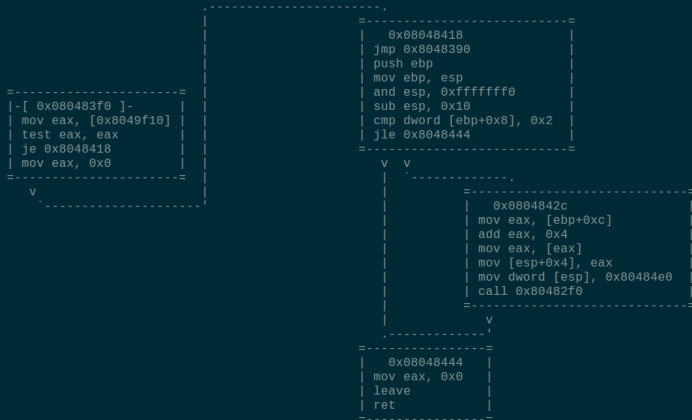 0x08048418
jmp 0x8048390
push ebp
mov ebp, esp
and esp, 0xfffffff0
sub esp, 0x10
cmp dword [ebp+0x8], 0x2
jle 0x8048444
-[ 0x080483f0 ]-
mov eax, [0x8049f10]
test eax, eax
je 0x8048418
mov eax, 0x0
v
v v
0x0804842c
mov eax, [ebp+0xc]
add eax, 0x4
mov eax, [eax]
mov [esp+0x4], eax
mov dword [esp], 0x80484e0
call 0x80482f0
v
0x08048444
mov eax, 0x0
leave
ret